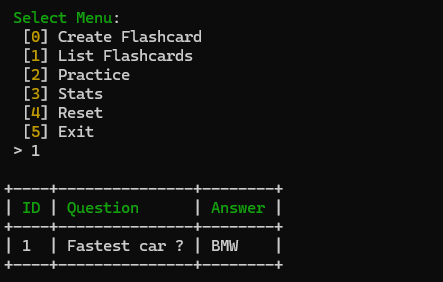 Select Menu:
[0] Create Flashcard
[1] List Flashcards
[2] Practice
[3] Stats
[4] Reset
[5] Exit
> 1
+----+----------------+--------+
| ID | Question       | Answer |
+----+----------------+--------+
| 1  | Fastest car ? | BMW    |
+----+----------------+--------+